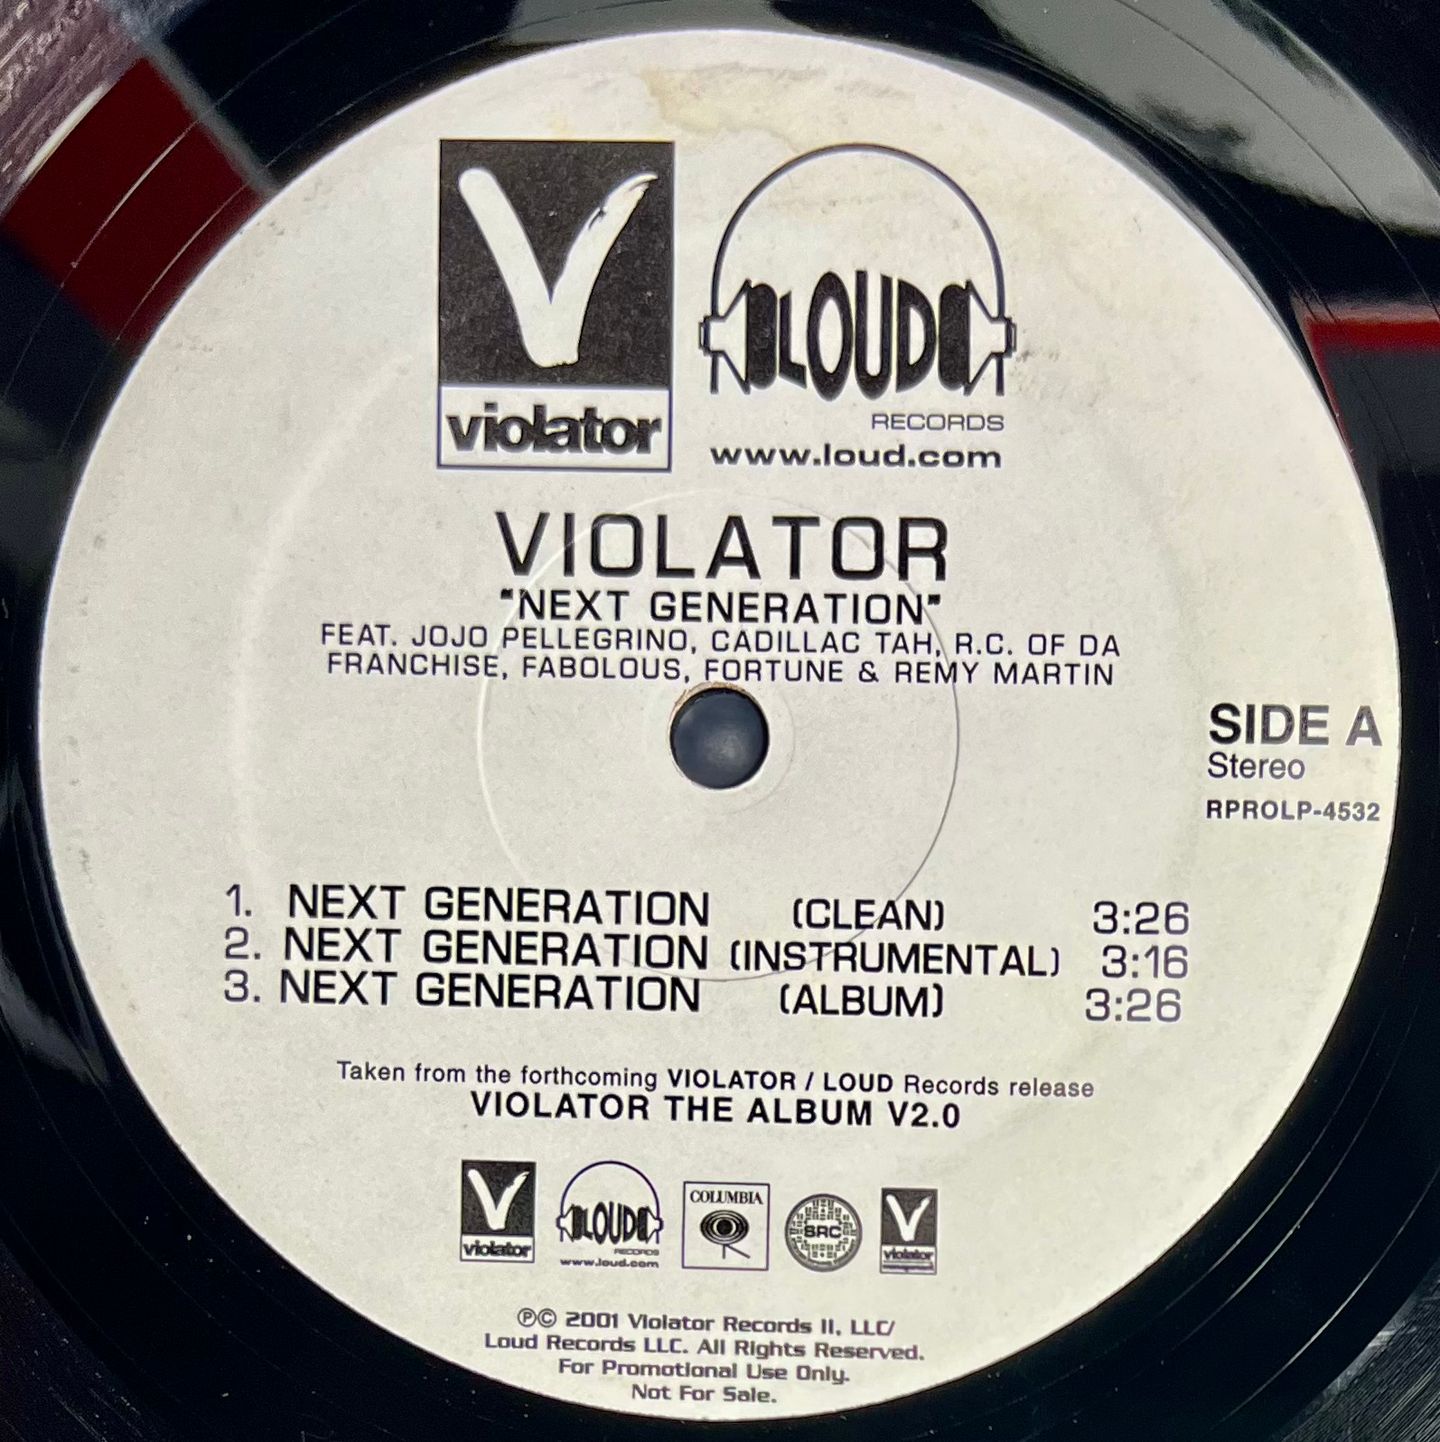 V
violator
LOUD
RECORDS
www.loud.com
VIOLATOR
"NEXT GENERATION"
FEAT. JOJO PELLEGRINO, CADILLAC TAH, R.C. OF DA
FRANCHISE, FABOLOUS, FORTUNE & REMY MARTIN
SIDE A
Stereo
RPROLP-4532
1. NEXT GENERATION (CLEAN) 3:26
2. NEXT GENERATION (INSTRUMENTAL) 3:16
3. NEXT GENERATION (ALBUM) 3:26
Taken from the forthcoming VIOLATOR / LOUD Records release
VIOLATOR THE ALBUM V2.0
V
violator
LOUD
RECORDS
www.loud.com
COLUMBIA
SRC
V
violator
℗© 2001 Violator Records II, LLC/
Loud Records LLC. All Rights Reserved.
For Promotional Use Only.
Not For Sale.